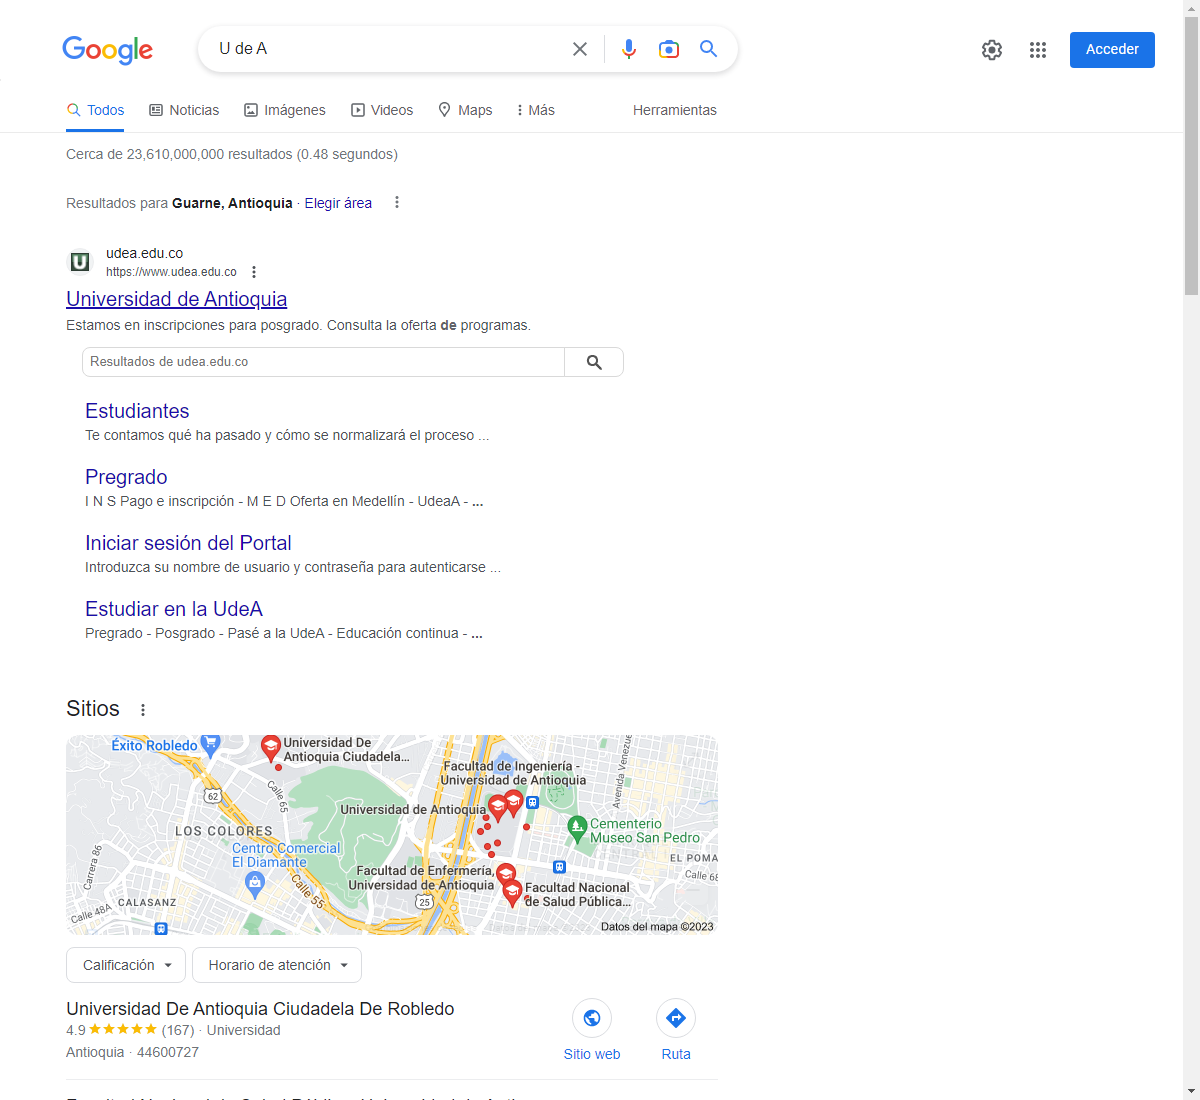 Google
U de A
Acceder
Todos
Noticias
Imágenes
Videos
Maps
Más
Herramientas
Cerca de 23,610,000,000 resultados (0.48 segundos)
Resultados para Guarne, Antioquia · Elegir área
U
udea.edu.co
https://www.udea.edu.co
Universidad de Antioquia
Estamos en inscripciones para posgrado. Consulta la oferta de programas.
Resultados de udea.edu.co
Estudiantes
Te contamos qué ha pasado y cómo se normalizará el proceso ...
Pregrado
I N S Pago e inscripción - M E D Oferta en Medellín - UdeaA - ...
Iniciar sesión del Portal
Introduzca su nombre de usuario y contraseña para autenticarse ...
Estudiar en la UdeA
Pregrado - Posgrado - Pasé a la UdeA - Educación continua - ...
Sitios
Éxito Robledo
Universidad De
Antioquia Ciudadela...
Facultad de Ingeniería -
Universidad de Antioquia
Avenida Venezue
Calle 65
62
Universidad de Antioquia
LOS COLORES
Cementerio
Museo San Pedro
Centro Comercial
El Diamante
EL POMA
Carrera 86
Facultad de Enfermería,
Universidad de Antioquia
Calle 68
Calle 55
Facultad Nacional
de Salud Pública...
25
CALASANZ
Calle 48A
Datos del mapa ©2023
Calificación
Horario de atención
Universidad De Antioquia Ciudadela De Robledo
4.9 ★★★★★ (167) · Universidad
Antioquia · 44600727
Sitio web
Ruta